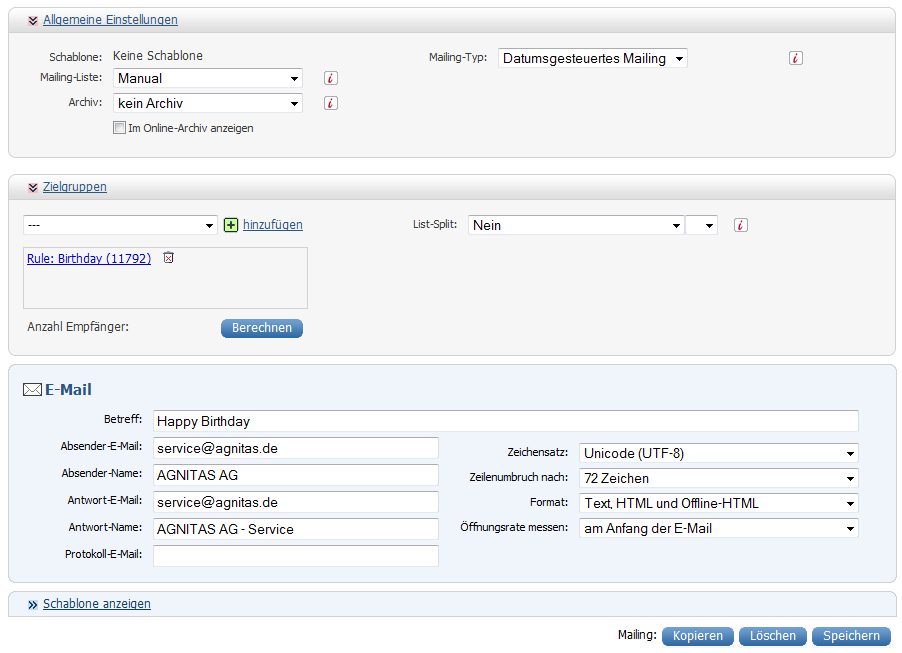 Allgemeine Einstellungen
Schablone: Keine Schablone Mailing-Typ: Datumsgesteuertes Mailing i
Mailing-Liste: Manual i
Archiv: kein Archiv i
Im Online-Archiv anzeigen
Zielgruppen
--- hinzufügen List-Split: Nein i
Rule: Birthday (11792)
Anzahl Empfänger: Berechnen
E-Mail
Betreff: Happy Birthday
Absender-E-Mail: service@agnitas.de Zeichensatz: Unicode (UTF-8)
Absender-Name: AGNITAS AG Zeilenumbruch nach: 72 Zeichen
Antwort-E-Mail: service@agnitas.de Format: Text, HTML und Offline-HTML
Antwort-Name: AGNITAS AG - Service Öffnungsrate messen: am Anfang der E-Mail
Protokoll-E-Mail:
Schablone anzeigen
Mailing: Kopieren Löschen Speichern